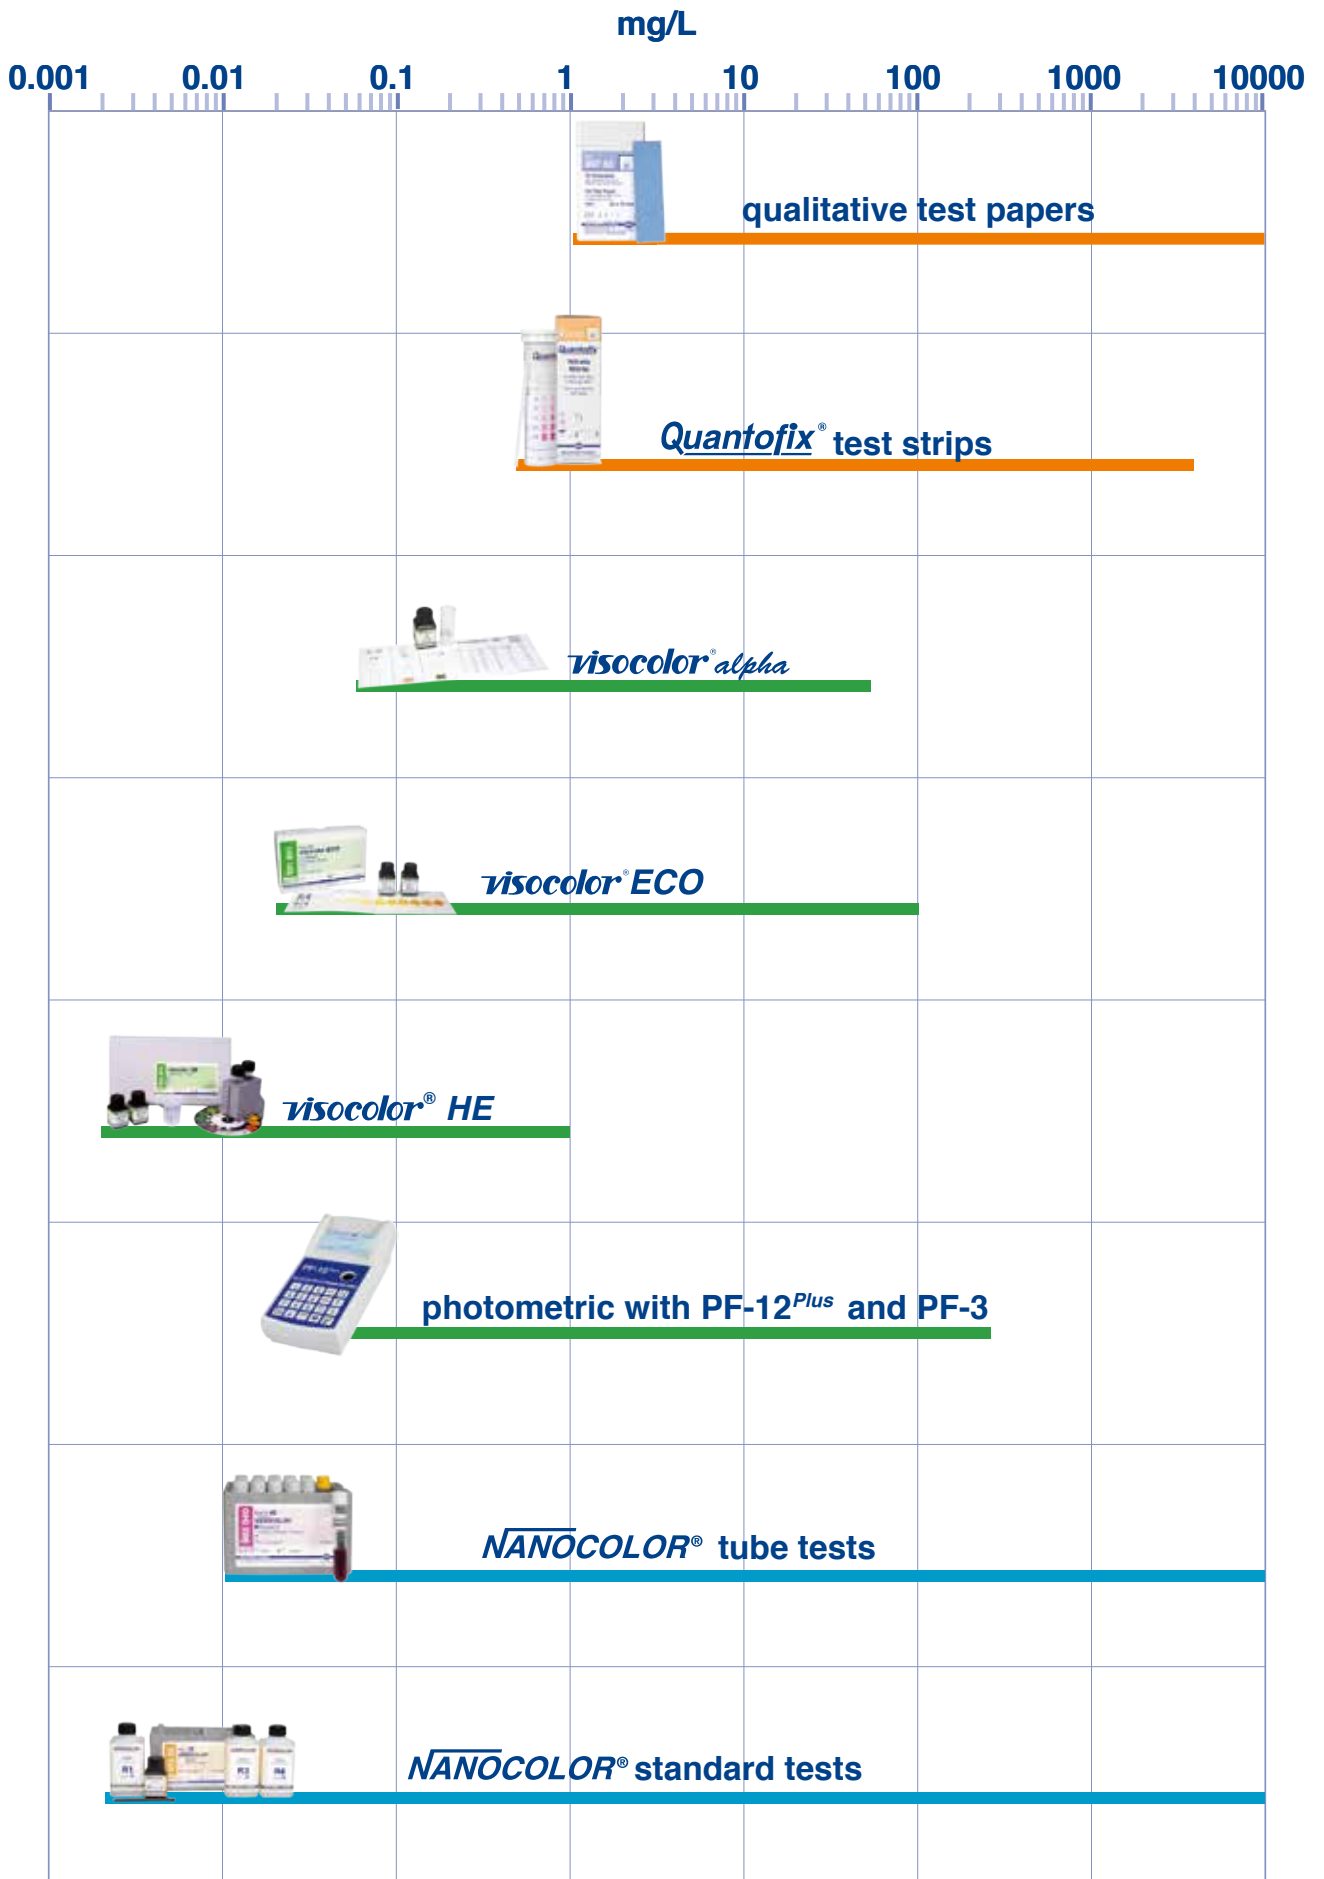 mg/L
0.001 0.01 0.1 1 10 100 1000 10000
qualitative test papers
Quantofix® test strips
visocolor® alpha
visocolor® ECO
visocolor® HE
photometric with PF-12Plus and PF-3
NANOCOLOR® tube tests
NANOCOLOR® standard tests